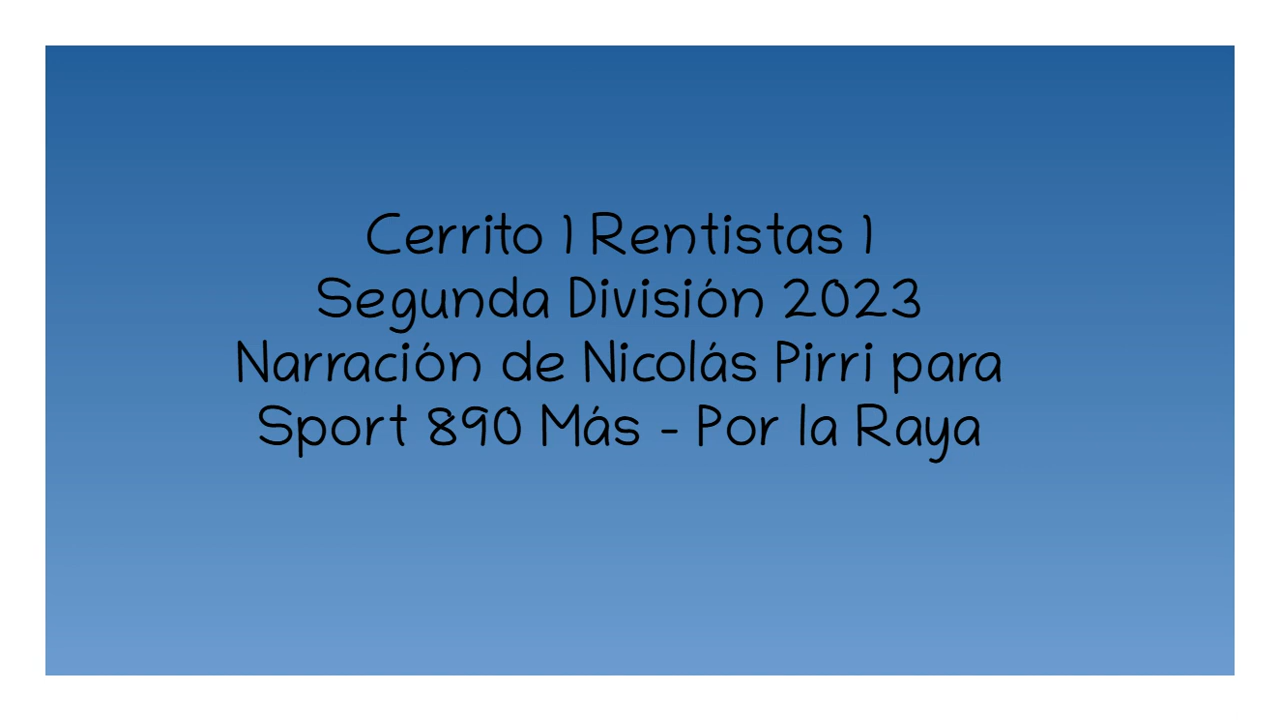 Cerrito 1 Rentistas 1
Segunda División 2023
Narración de Nicolás Pirri para
Sport 890 Más - Por la Raya